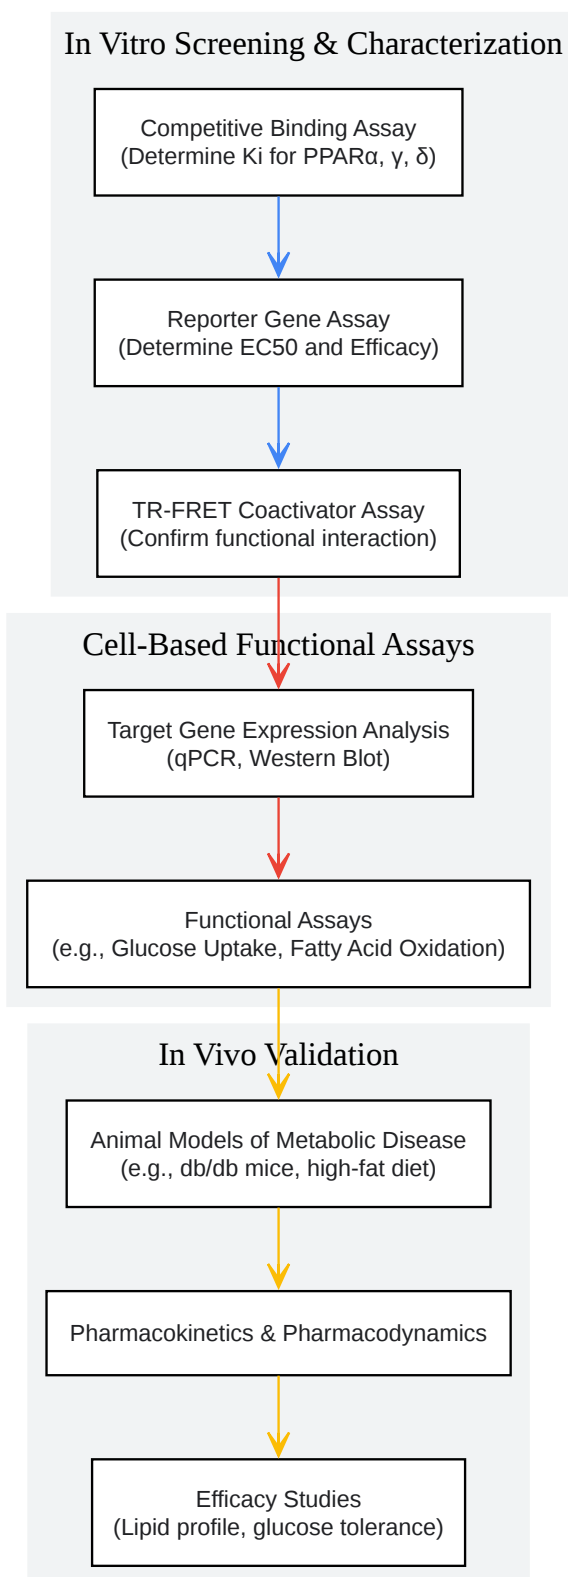 In Vitro Screening & Characterization
Competitive Binding Assay
(Determine Ki for PPARα, γ, δ)
Reporter Gene Assay
(Determine EC50 and Efficacy)
TR-FRET Coactivator Assay
(Confirm functional interaction)
Cell-Based Functional Assays
Target Gene Expression Analysis
(qPCR, Western Blot)
Functional Assays
(e.g., Glucose Uptake, Fatty Acid Oxidation)
In Vivo Validation
Animal Models of Metabolic Disease
(e.g., db/db mice, high-fat diet)
Pharmacokinetics & Pharmacodynamics
Efficacy Studies
(Lipid profile, glucose tolerance)